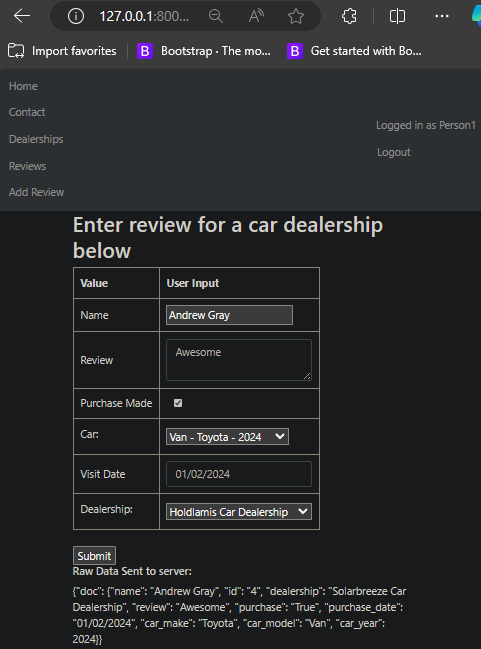 127.0.0.1:800...
Import favorites
Bootstrap · The mo...
Get started with Bo...
Home
Contact
Dealerships
Reviews
Add Review
Logged in as Person1
Logout
Enter review for a car dealership
below
Value User Input
Name Andrew Gray
Review Awesome
Purchase Made
Car: Van - Toyota - 2024
Visit Date 01/02/2024
Dealership: Holdlamis Car Dealership
Submit
Raw Data Sent to server:
{"doc": {"name": "Andrew Gray", "id": "4", "dealership": "Solarbreeze Car
Dealership", "review": "Awesome", "purchase": "True", "purchase_date":
"01/02/2024", "car_make": "Toyota", "car_model": "Van", "car_year":
2024}}